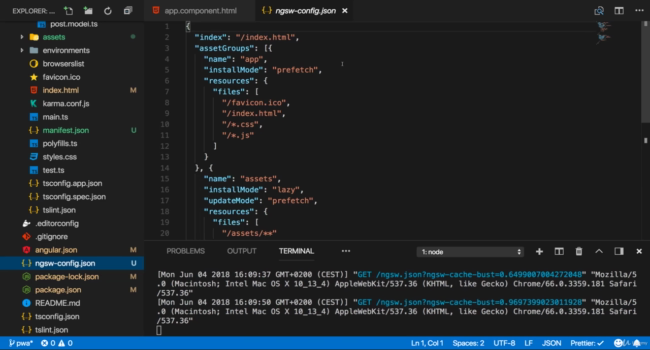 EXPLORER: ...
app.component.html
ngsw-config.json
post.model.ts
assets
environments
browserslist
favicon.ico
index.html M
karma.conf.js
main.ts
manifest.json U
polyfills.ts
styles.css
test.ts
tsconfig.app.json
tsconfig.spec.json
tslint.json
.editorconfig
.gitignore
angular.json M
ngsw-config.json U
package-lock.json M
package.json M
README.md
tsconfig.json
tslint.json
1 {
2 "index": "/index.html",
3 "assetGroups": [{
4 "name": "app",
5 "installMode": "prefetch",
6 "resources": {
7 "files": [
8 "/favicon.ico",
9 "/index.html",
10 "/*.css",
11 "/*.js"
12 ]
13 }
14 }, {
15 "name": "assets",
16 "installMode": "lazy",
17 "updateMode": "prefetch",
18 "resources": {
19 "files": [
20 "/assets/**"
PROBLEMS OUTPUT TERMINAL ... 1: node
[Mon Jun 04 2018 16:09:37 GMT+0200 (CEST)] "GET /ngsw.json?ngsw-cache-bust=0.6499007004272048" "Mozilla/5
.0 (Macintosh; Intel Mac OS X 10_13_4) AppleWebKit/537.36 (KHTML, like Gecko) Chrome/66.0.3359.181 Safari
/537.36"
[Mon Jun 04 2018 16:09:50 GMT+0200 (CEST)] "GET /ngsw.json?ngsw-cache-bust=0.9697399023011928" "Mozilla/5
.0 (Macintosh; Intel Mac OS X 10_13_4) AppleWebKit/537.36 (KHTML, like Gecko) Chrome/66.0.3359.181 Safari
/537.36"
pwa* 0 0 Ln 1, Col 1 Spaces: 2 UTF-8 LF JSON Prettier: ✓